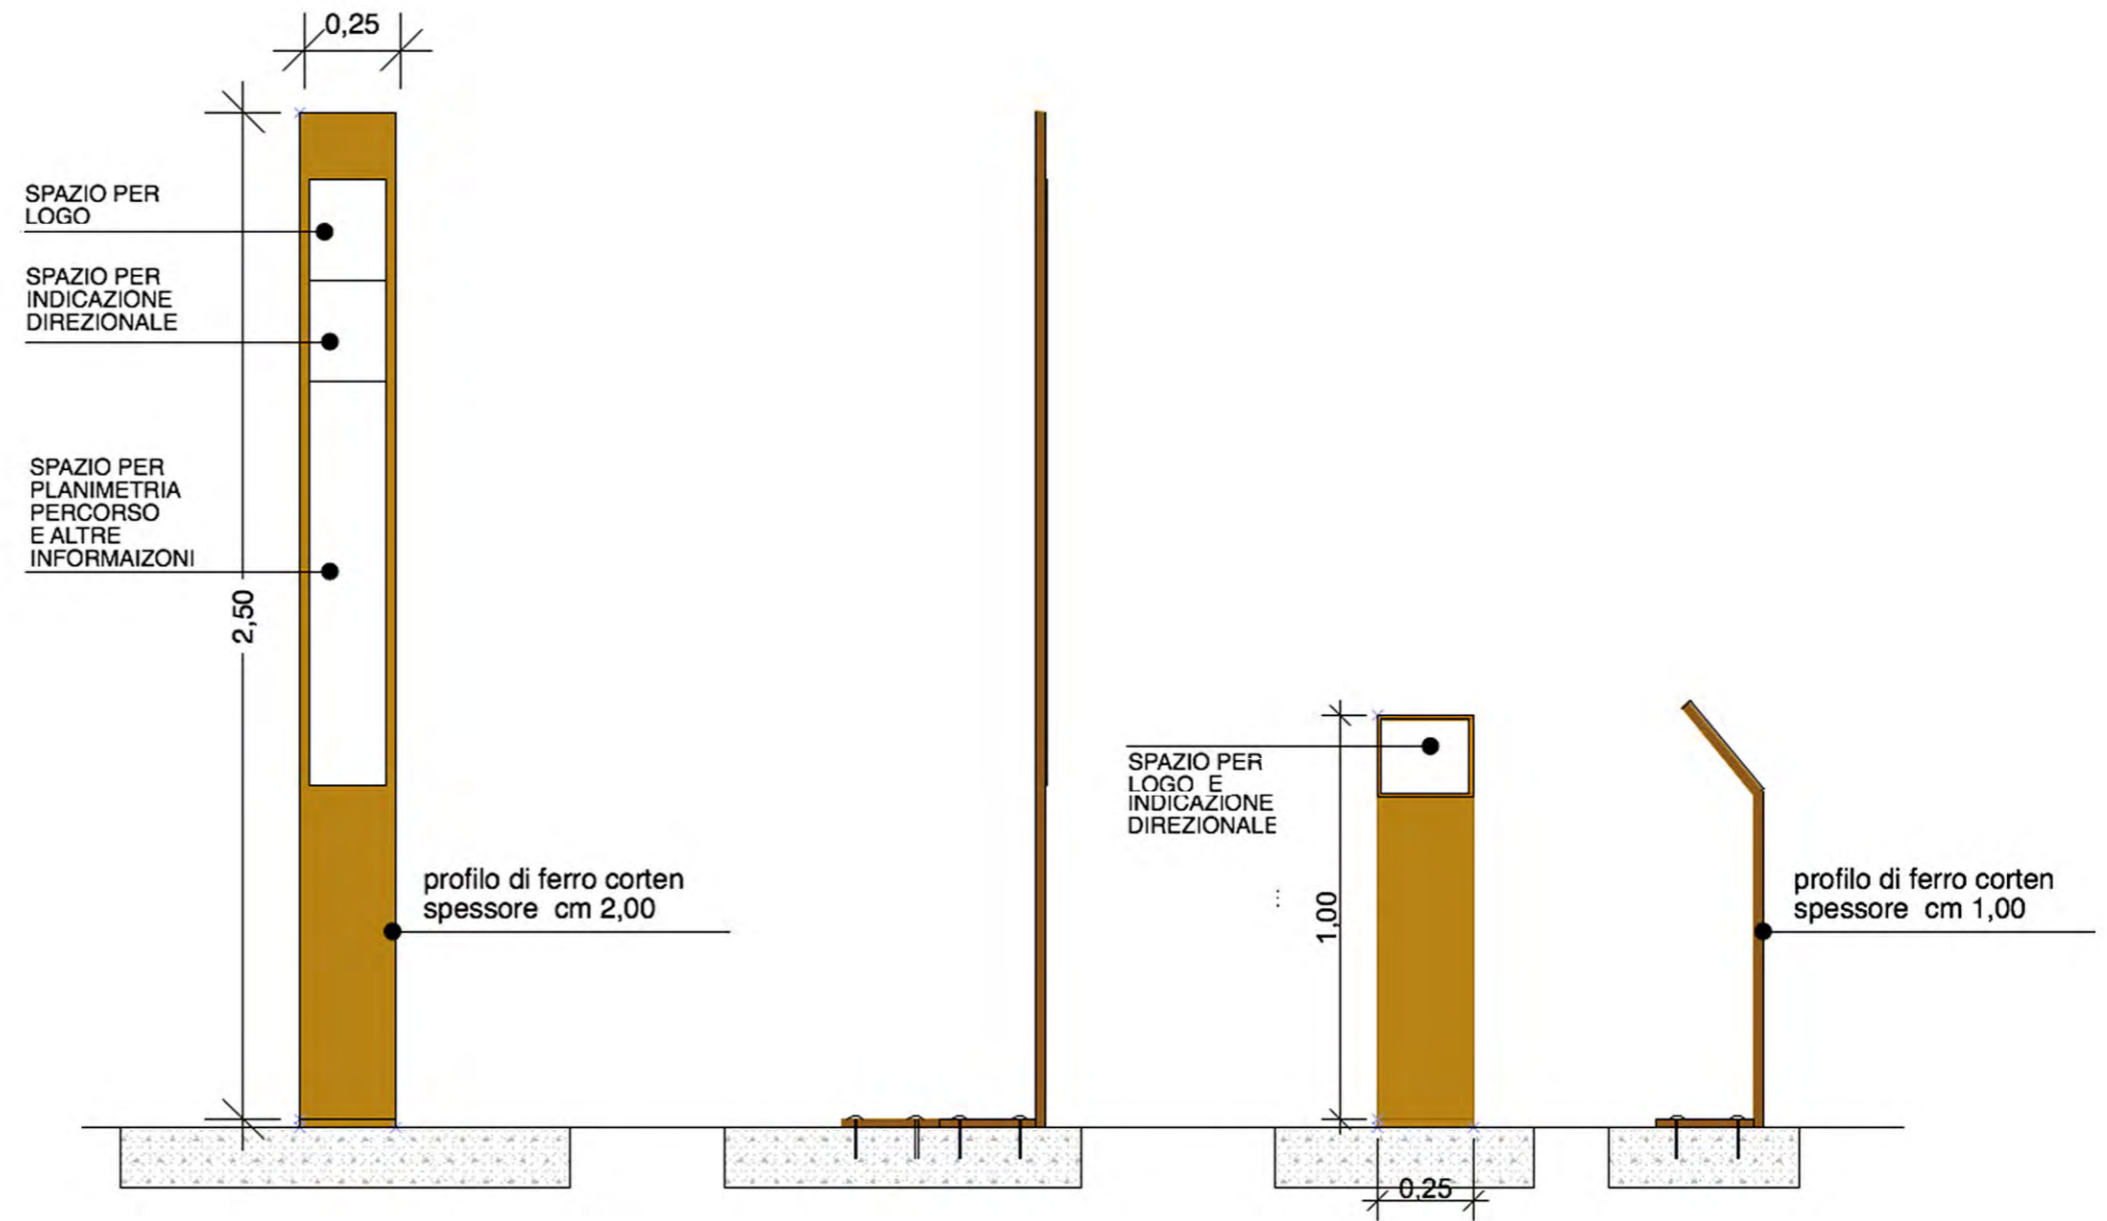 0,25
SPAZIO PER
LOGO
SPAZIO PER
INDICAZIONE
DIREZIONALE
SPAZIO PER
PLANIMETRIA
PERCORSO
E ALTRE
INFORMAIZONI
2,50
profilo di ferro corten
spessore cm 2,00
SPAZIO PER
LOGO E
INDICAZIONE
DIREZIONALE
1,00
profilo di ferro corten
spessore cm 1,00
0,25